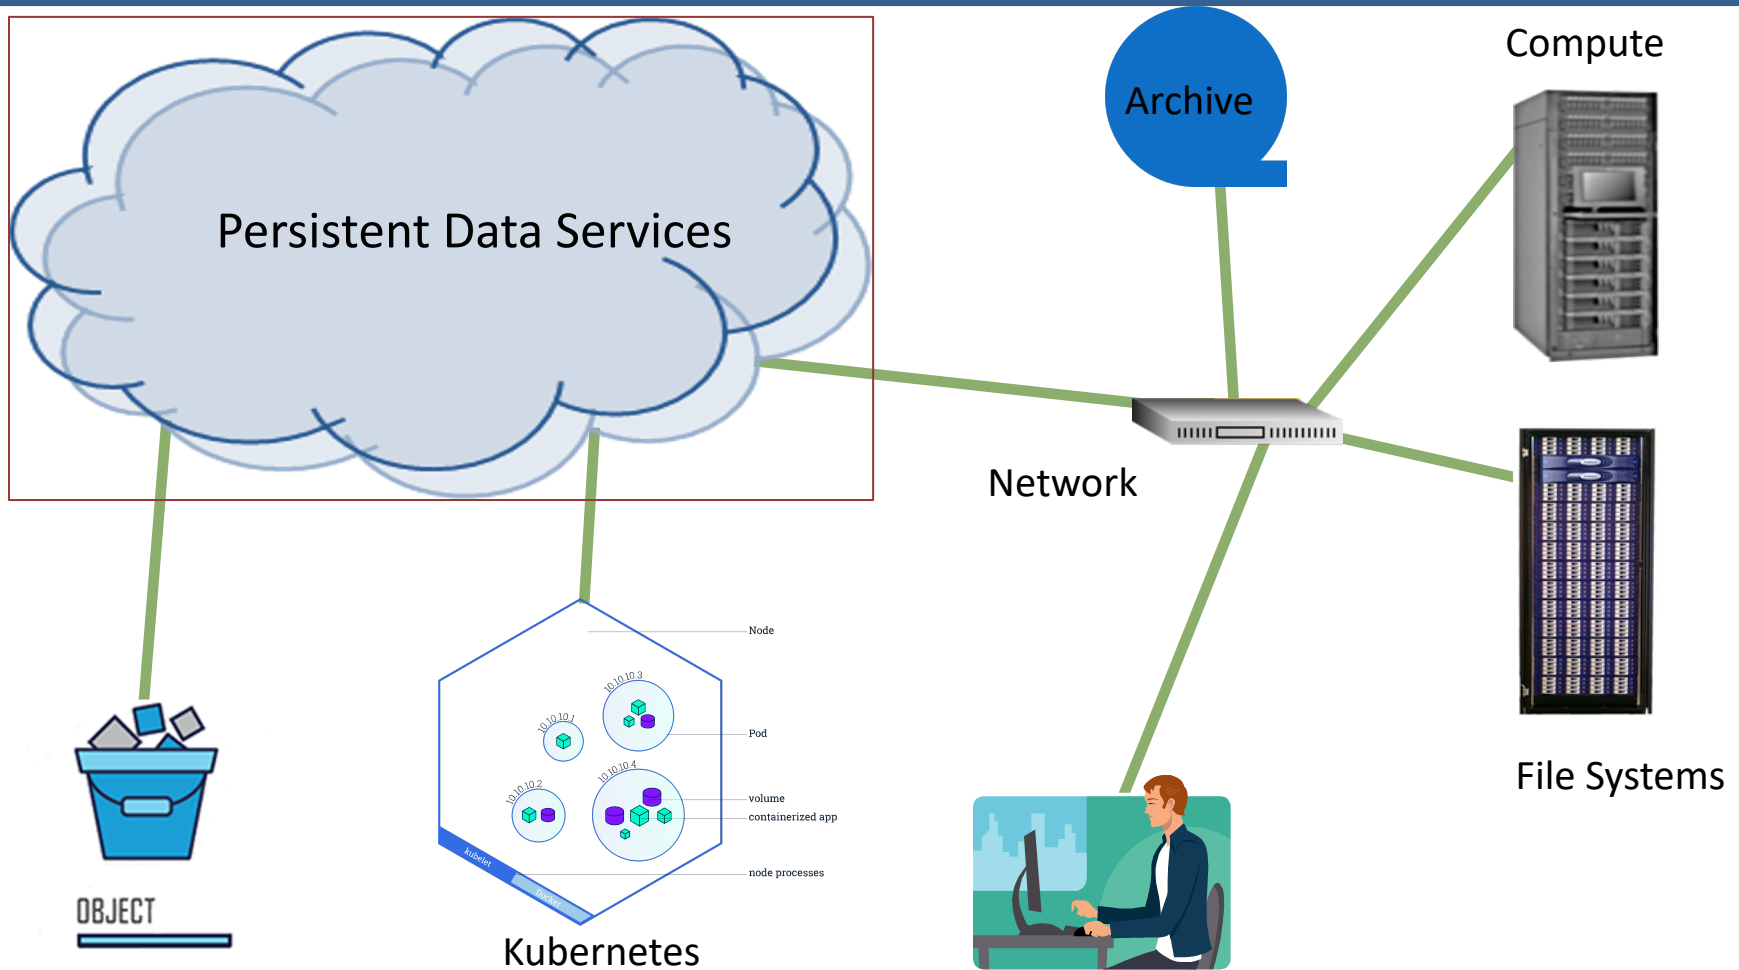 Persistent Data Services
Archive
Compute
Network
File Systems
Node
10.10.10.3
10.10.10.1
Pod
10.10.10.4
10.10.10.2
volume
containerized app
kubelet
node processes
Docket
OBJECT
Kubernetes